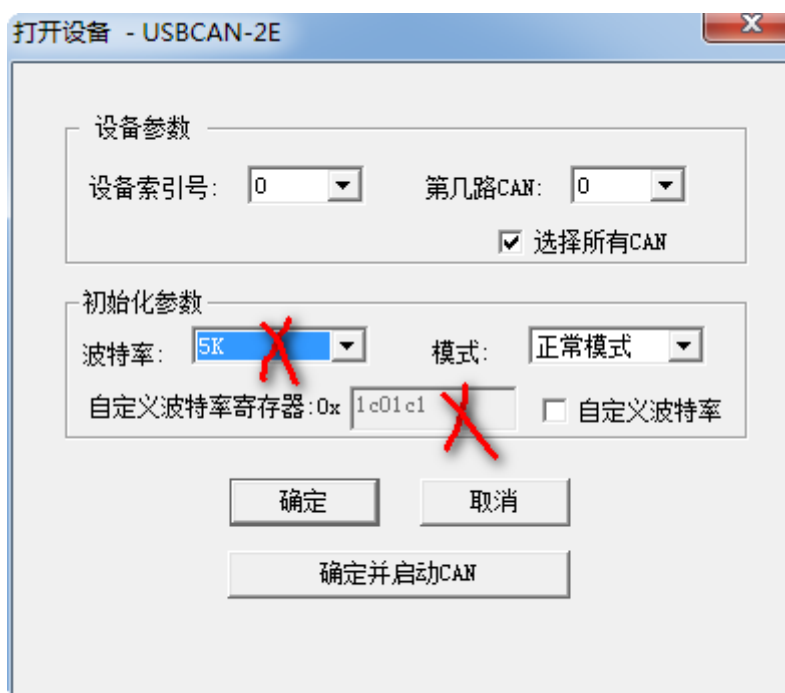 打开设备 - USBCAN-2E
设备参数
设备索引号: 0 第几路CAN: 0
选择所有CAN
初始化参数
波特率: 5K 模式: 正常模式
自定义波特率寄存器:0x 1c01c1 自定义波特率
确定 取消
确定并启动CAN